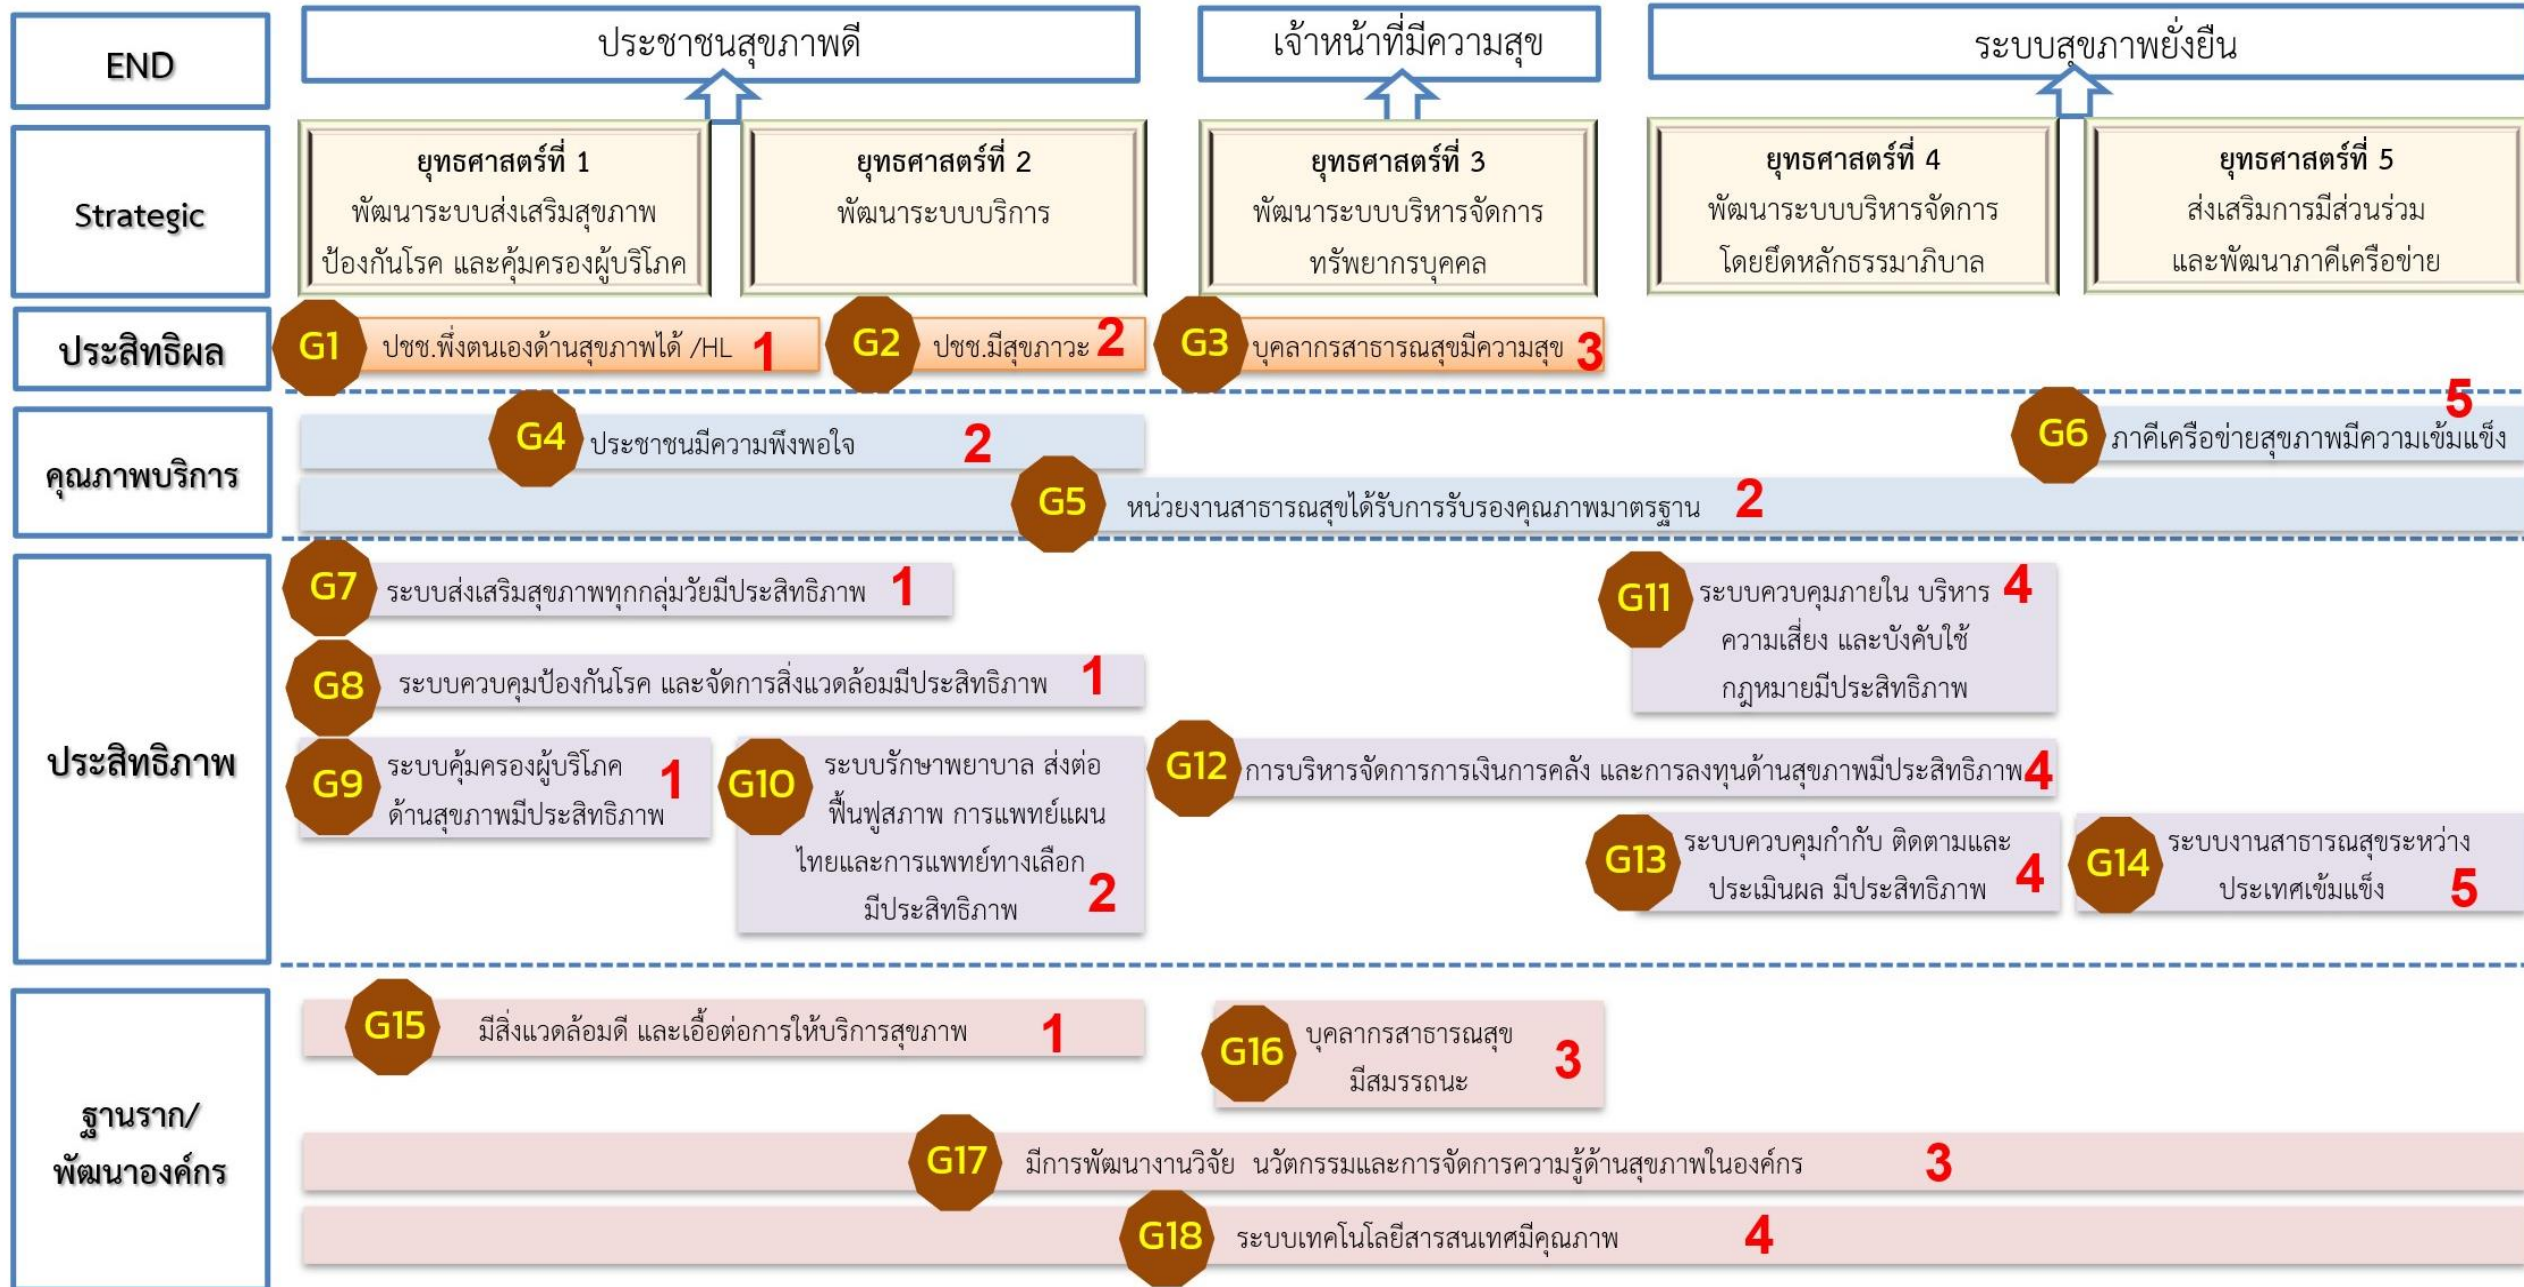 END
ประชาชนสุขภาพดี
เจ้าหน้าที่มีความสุข
ระบบสุขภาพยั่งยืน
Strategic
ยุทธศาสตร์ที่ 1
พัฒนาระบบส่งเสริมสุขภาพ
ป้องกันโรค และคุ้มครองผู้บริโภค
ยุทธศาสตร์ที่ 2
พัฒนาระบบบริการ
ยุทธศาสตร์ที่ 3
พัฒนาระบบบริหารจัดการ
ทรัพยากรบุคคล
ยุทธศาสตร์ที่ 4
พัฒนาระบบบริหารจัดการ
โดยยึดหลักธรรมาภิบาล
ยุทธศาสตร์ที่ 5
ส่งเสริมการมีส่วนร่วม
และพัฒนาภาคีเครือข่าย
ประสิทธิผล
G1 ปชช.พึ่งตนเองด้านสุขภาพได้ /HL 1
G2 ปชช.มีสุขภาวะ 2
G3 บุคลากรสาธารณสุขมีความสุข 3
คุณภาพบริการ
G4 ประชาชนมีความพึงพอใจ 2
5
G6 ภาคีเครือข่ายสุขภาพมีความเข้มแข็ง
G5 หน่วยงานสาธารณสุขได้รับการรับรองคุณภาพมาตรฐาน 2
ประสิทธิภาพ
G7 ระบบส่งเสริมสุขภาพทุกกลุ่มวัยมีประสิทธิภาพ 1
G11 ระบบควบคุมภายใน บริหาร 4
ความเสี่ยง และบังคับใช้
กฎหมายมีประสิทธิภาพ
G8 ระบบควบคุมป้องกันโรค และจัดการสิ่งแวดล้อมมีประสิทธิภาพ 1
G9 ระบบคุ้มครองผู้บริโภค 1
ด้านสุขภาพมีประสิทธิภาพ
G10 ระบบรักษาพยาบาล ส่งต่อ
ฟื้นฟูสภาพ การแพทย์แผน
ไทยและการแพทย์ทางเลือก
มีประสิทธิภาพ 2
G12 การบริหารจัดการการเงินการคลัง และการลงทุนด้านสุขภาพมีประสิทธิภาพ 4
G13 ระบบควบคุมกำกับ ติดตามและ
ประเมินผล มีประสิทธิภาพ 4
G14 ระบบงานสาธารณสุขระหว่าง
ประเทศเข้มแข็ง 5
ฐานราก/
พัฒนาองค์กร
G15 มีสิ่งแวดล้อมดี และเอื้อต่อการให้บริการสุขภาพ 1
G16 บุคลากรสาธารณสุข
มีสมรรถนะ 3
G17 มีการพัฒนางานวิจัย นวัตกรรมและการจัดการความรู้ด้านสุขภาพในองค์กร 3
G18 ระบบเทคโนโลยีสารสนเทศมีคุณภาพ 4